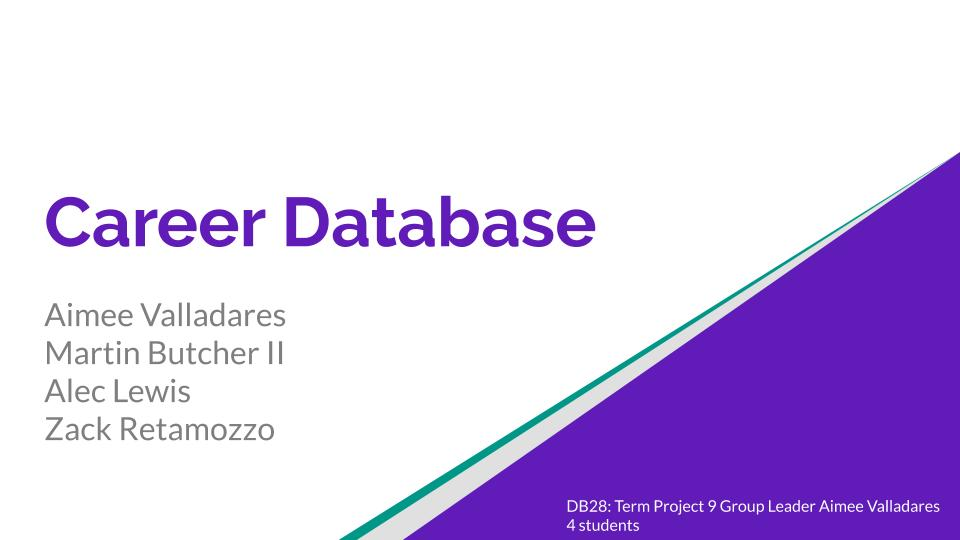 Career Database
Aimee Valladares
Martin Butcher II
Alec Lewis
Zack Retamozzo
DB28: Term Project 9 Group Leader Aimee Valladares
4 students